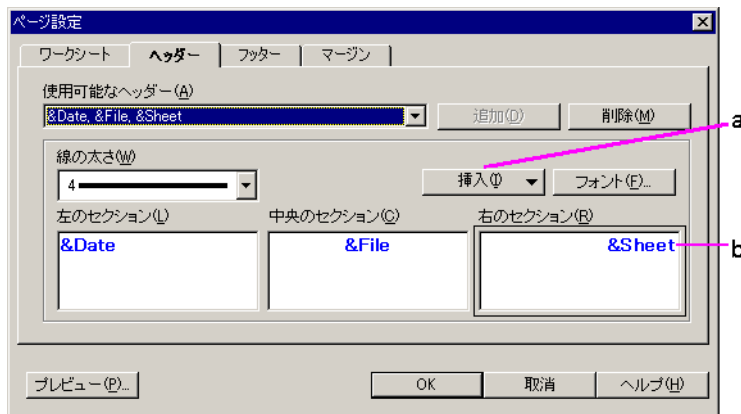 ページ設定
ワークシート ヘッダー フッター マージン
使用可能なヘッダー(A)
&Date, &File, &Sheet 追加(D) 削除(M)
a
線の太さ(W)
4 挿入(I) フォント(F)...
左のセクション(L) 中央のセクション(C) 右のセクション(R)
&Date &File &Sheet
b
プレビュー(P)... OK 取消 ヘルプ(H)